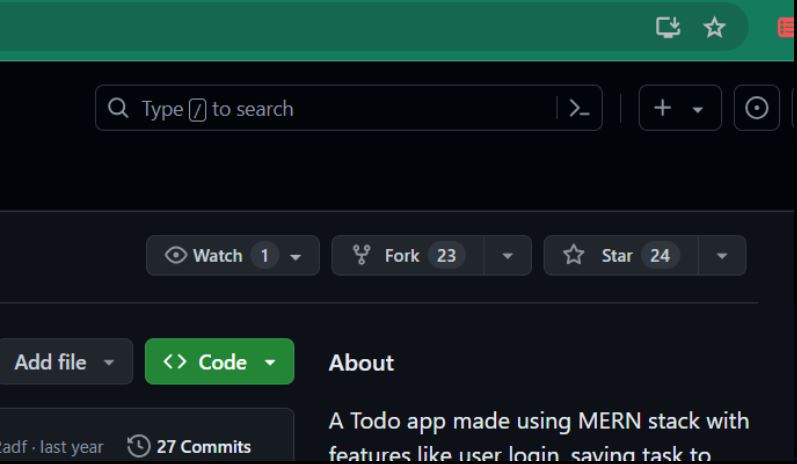 Type / to search
Watch 1
Fork 23
Star 24
Add file
Code
About
A Todo app made using MERN stack with
features like user login, saving task to
adf · last year
27 Commits